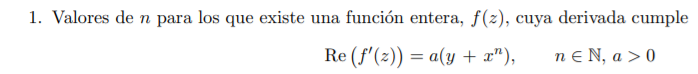 1. Valores de n para los que existe una función entera, f(z), cuya derivada cumple
Re (f′(z)) = a(y + xⁿ), n ∈ ℕ, a > 0